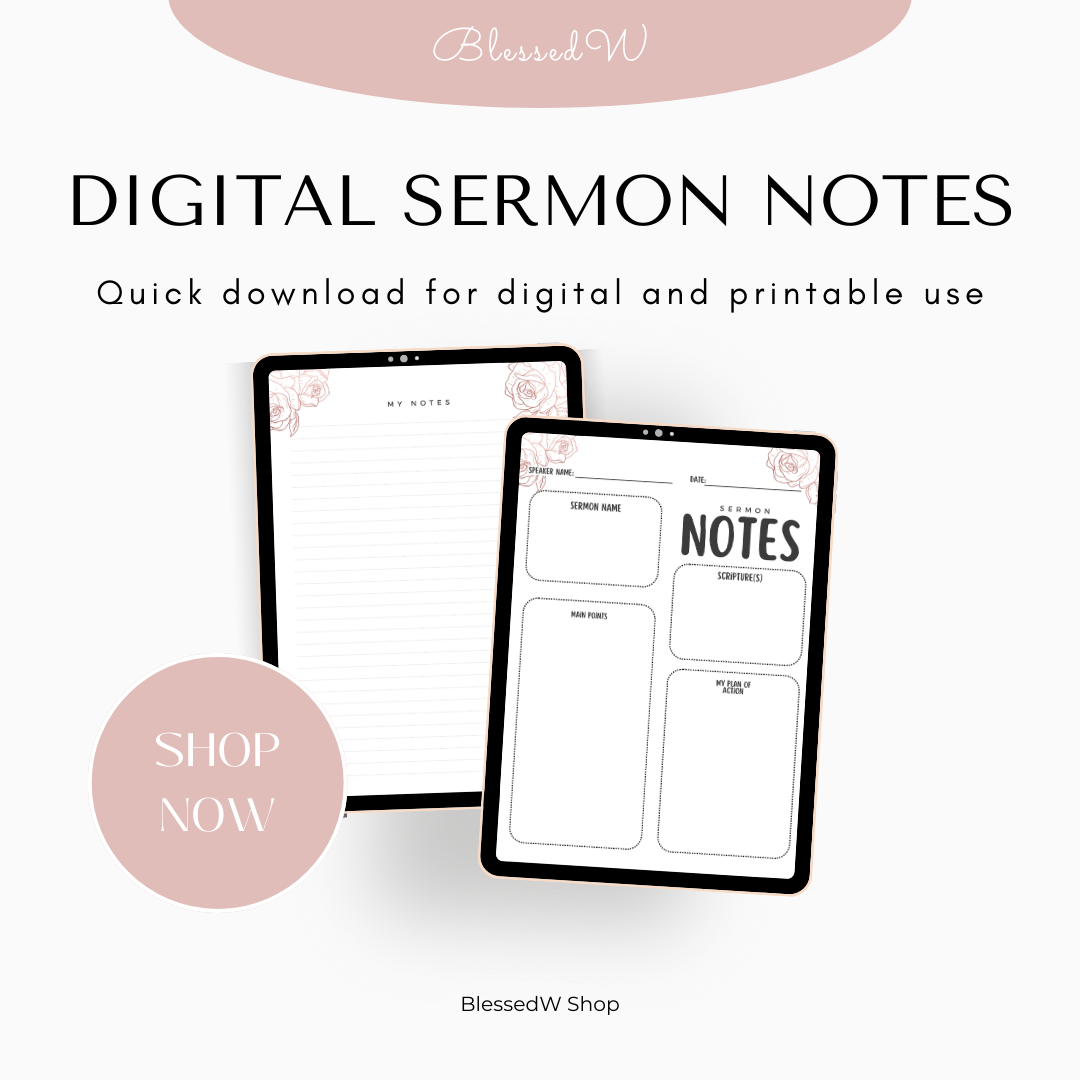 BlessedW
DIGITAL SERMON NOTES
Quick download for digital and printable use
MY NOTES
SPEAKER NAME:
DATE:
SERMON NAME
SERMON
NOTES
SCRIPTURE(S)
MAIN POINTS
MY PLAN OF
ACTION
SHOP
NOW
BlessedW Shop